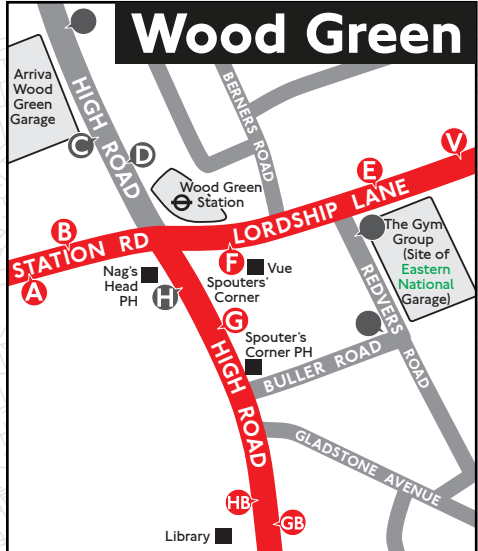 Wood Green
Arriva
Wood
Green
Garage
HIGH ROAD
BERNERS ROAD
C
D
V
E
Wood Green
Station
B
STATION RD
LORDSHIP LANE
A
F
Vue
Spouters'
Corner
Nag's
Head
PH
H
The Gym
Group
(Site of
Eastern
National
Garage)
REDVERS ROAD
G
Spouter's
Corner PH
HIGH ROAD
BULLER ROAD
GLADSTONE AVENUE
HB
GB
Library